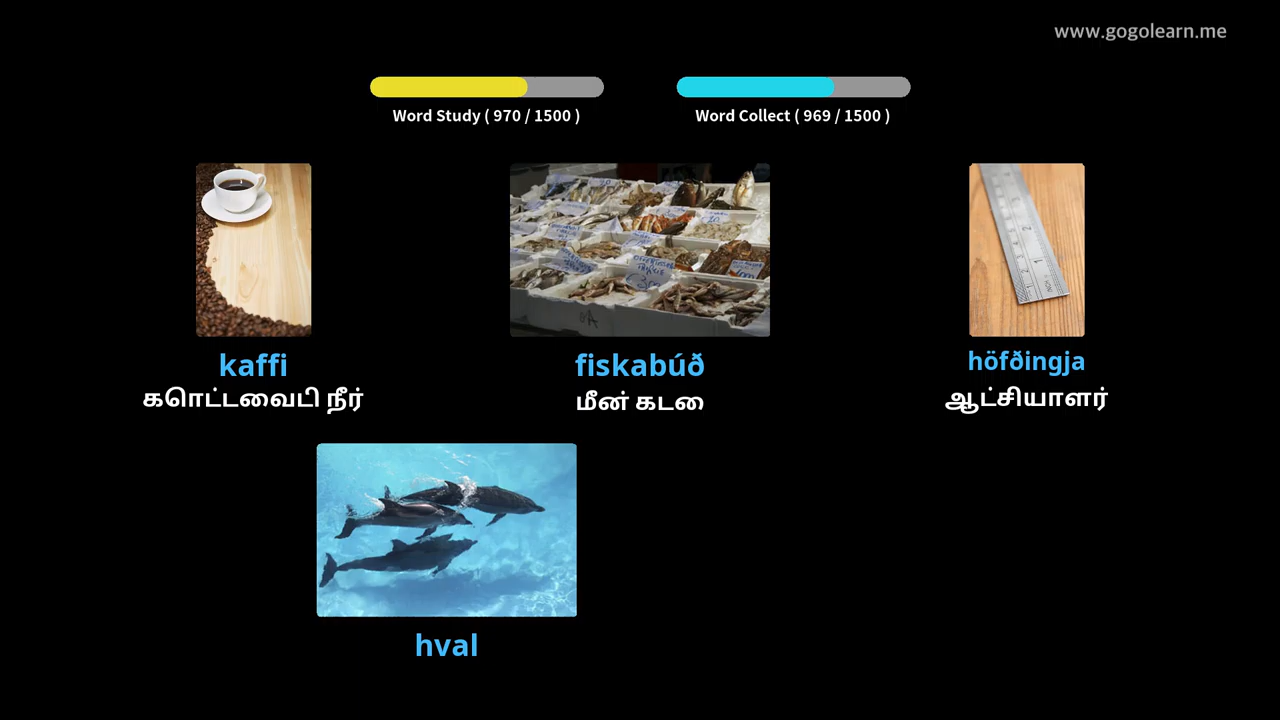 www.gogolearn.me
Word Study ( 970 / 1500 )
Word Collect ( 969 / 1500 )
kaffi
கொட்டைவடி நீர்
fiskabúð
மீன் கடை
höfðingja
ஆட்சியாளர்
hval